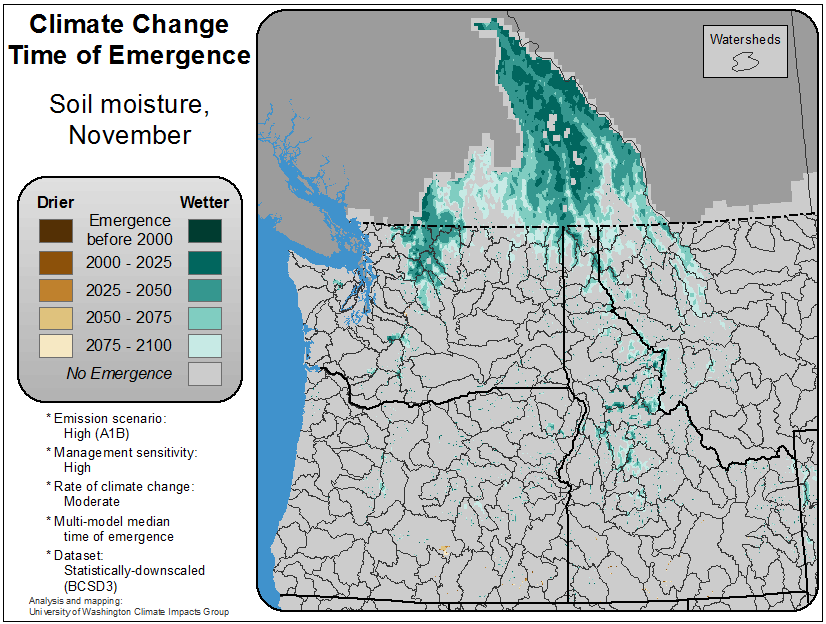 Climate Change
Time of Emergence
Soil moisture,
November
Drier
Wetter
Emergence
before 2000
2000 - 2025
2025 - 2050
2050 - 2075
2075 - 2100
No Emergence
* Emission scenario:
High (A1B)
* Management sensitivity:
High
* Rate of climate change:
Moderate
* Multi-model median
time of emergence
* Dataset:
Statistically-downscaled
(BCSD3)
Analysis and mapping:
University of Washington Climate Impacts Group
Watersheds